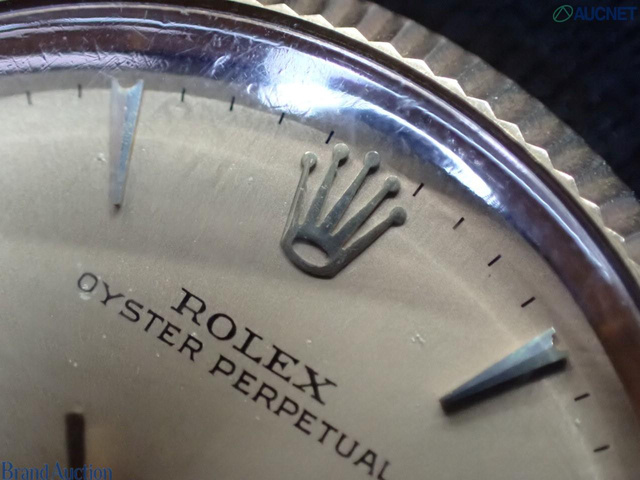 AUCNET
ROLEX
OYSTER PERPETUAL
Brand Auction